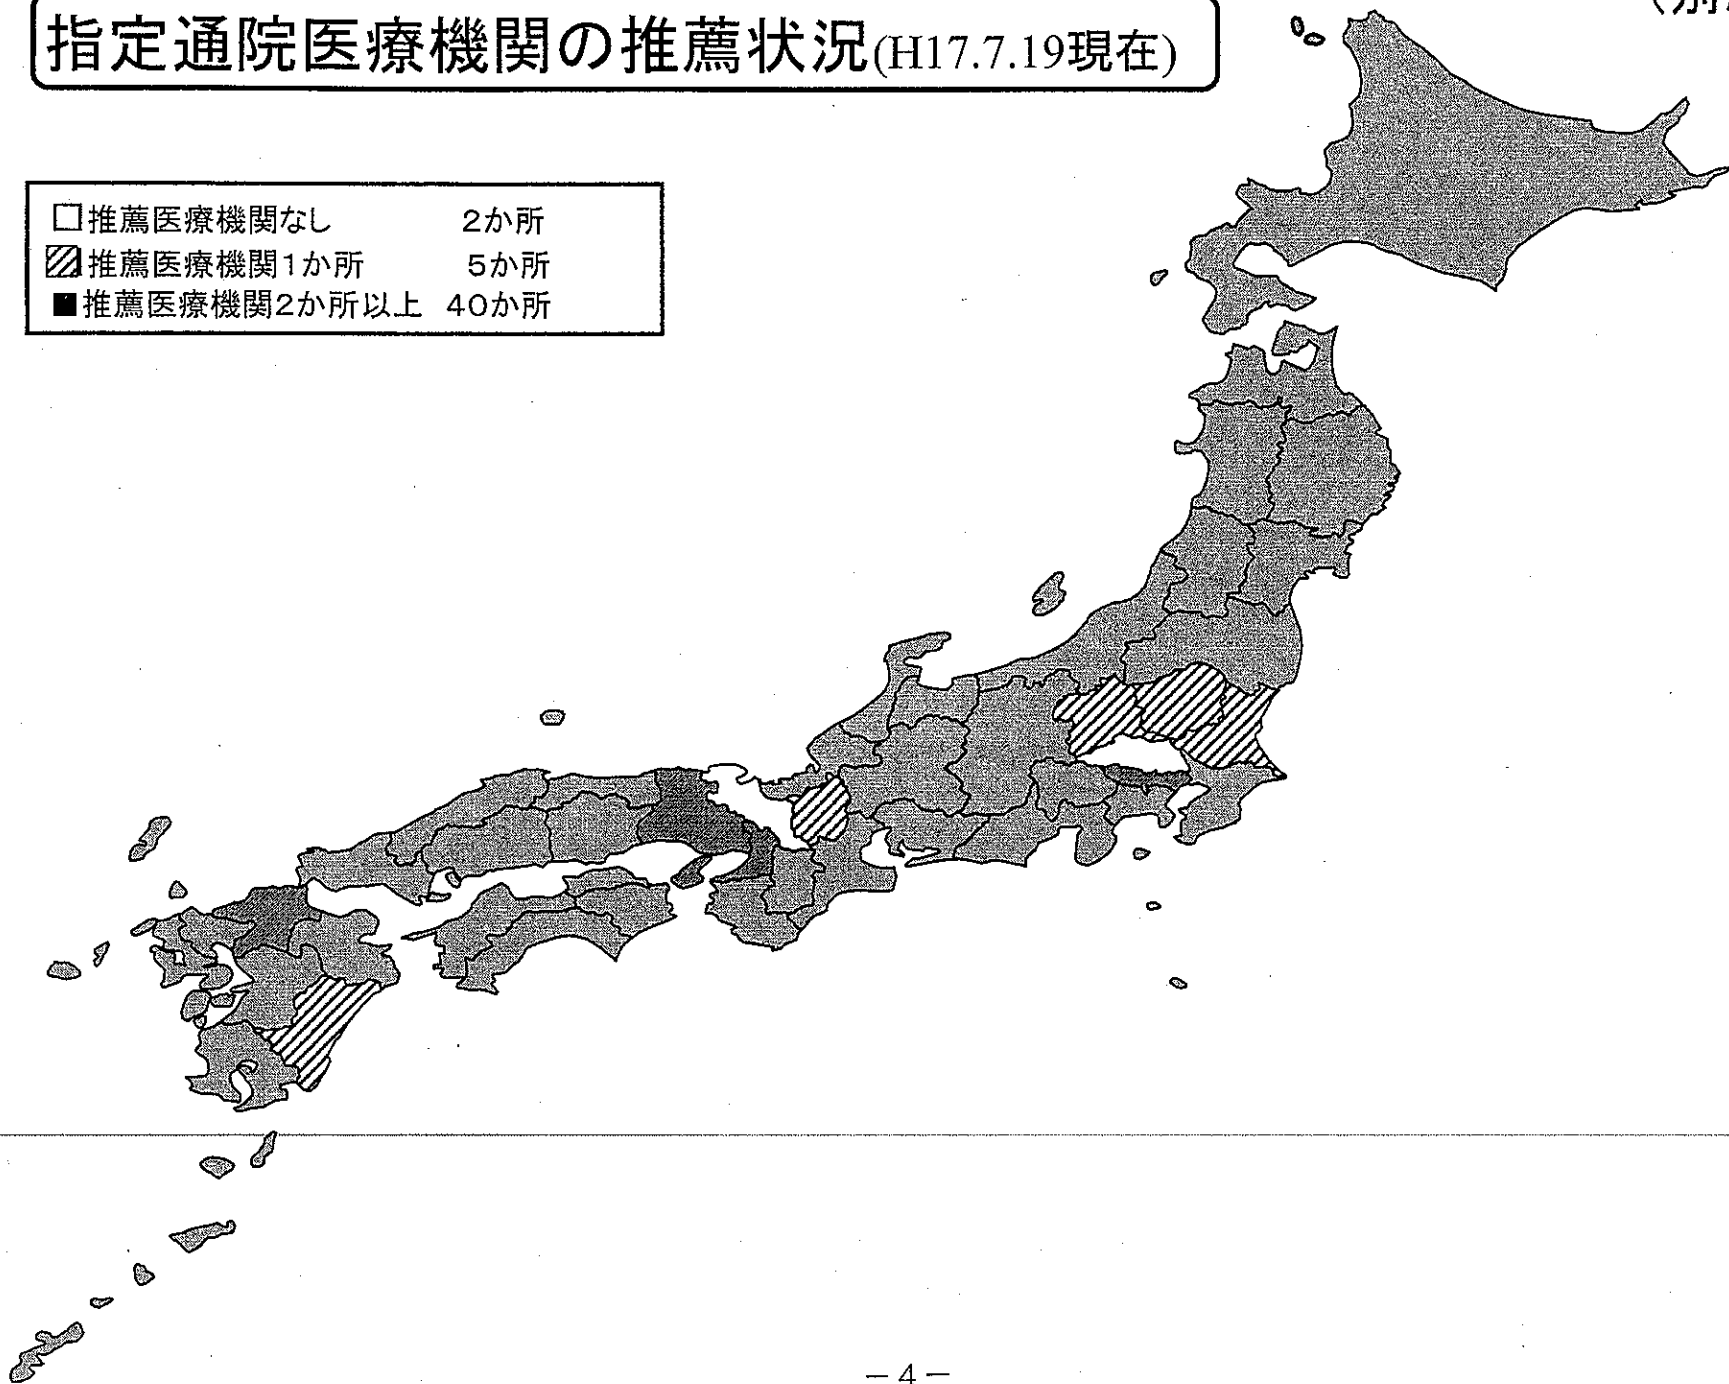 指定通院医療機関の推薦状況(H17.7.19現在)
□推薦医療機関なし 2か所
推薦医療機関1か所 5か所
■推薦医療機関2か所以上 40か所
－4－